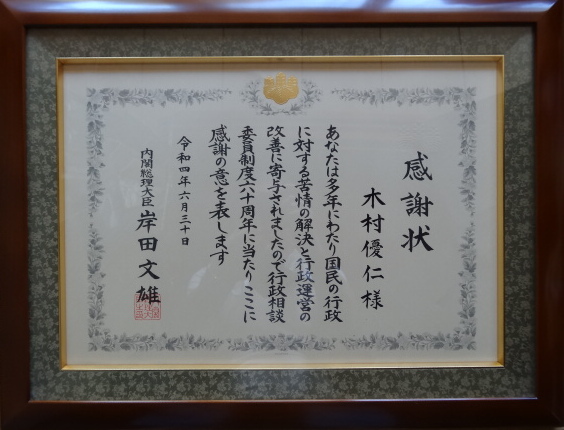 感謝状
木村優仁様
あなたは多年にわたり国民の行政
に対する苦情の解決と行政運営の
改善に寄与されましたので行政相談
委員制度六十周年に当たりここに
感謝の意を表します
令和四年六月三十日
内閣総理大臣 岸田文雄